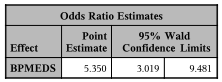 Odds Ratio Estimates
Effect Point Estimate 95% Wald Confidence Limits
BPMEDS 5.350 3.019 9.481